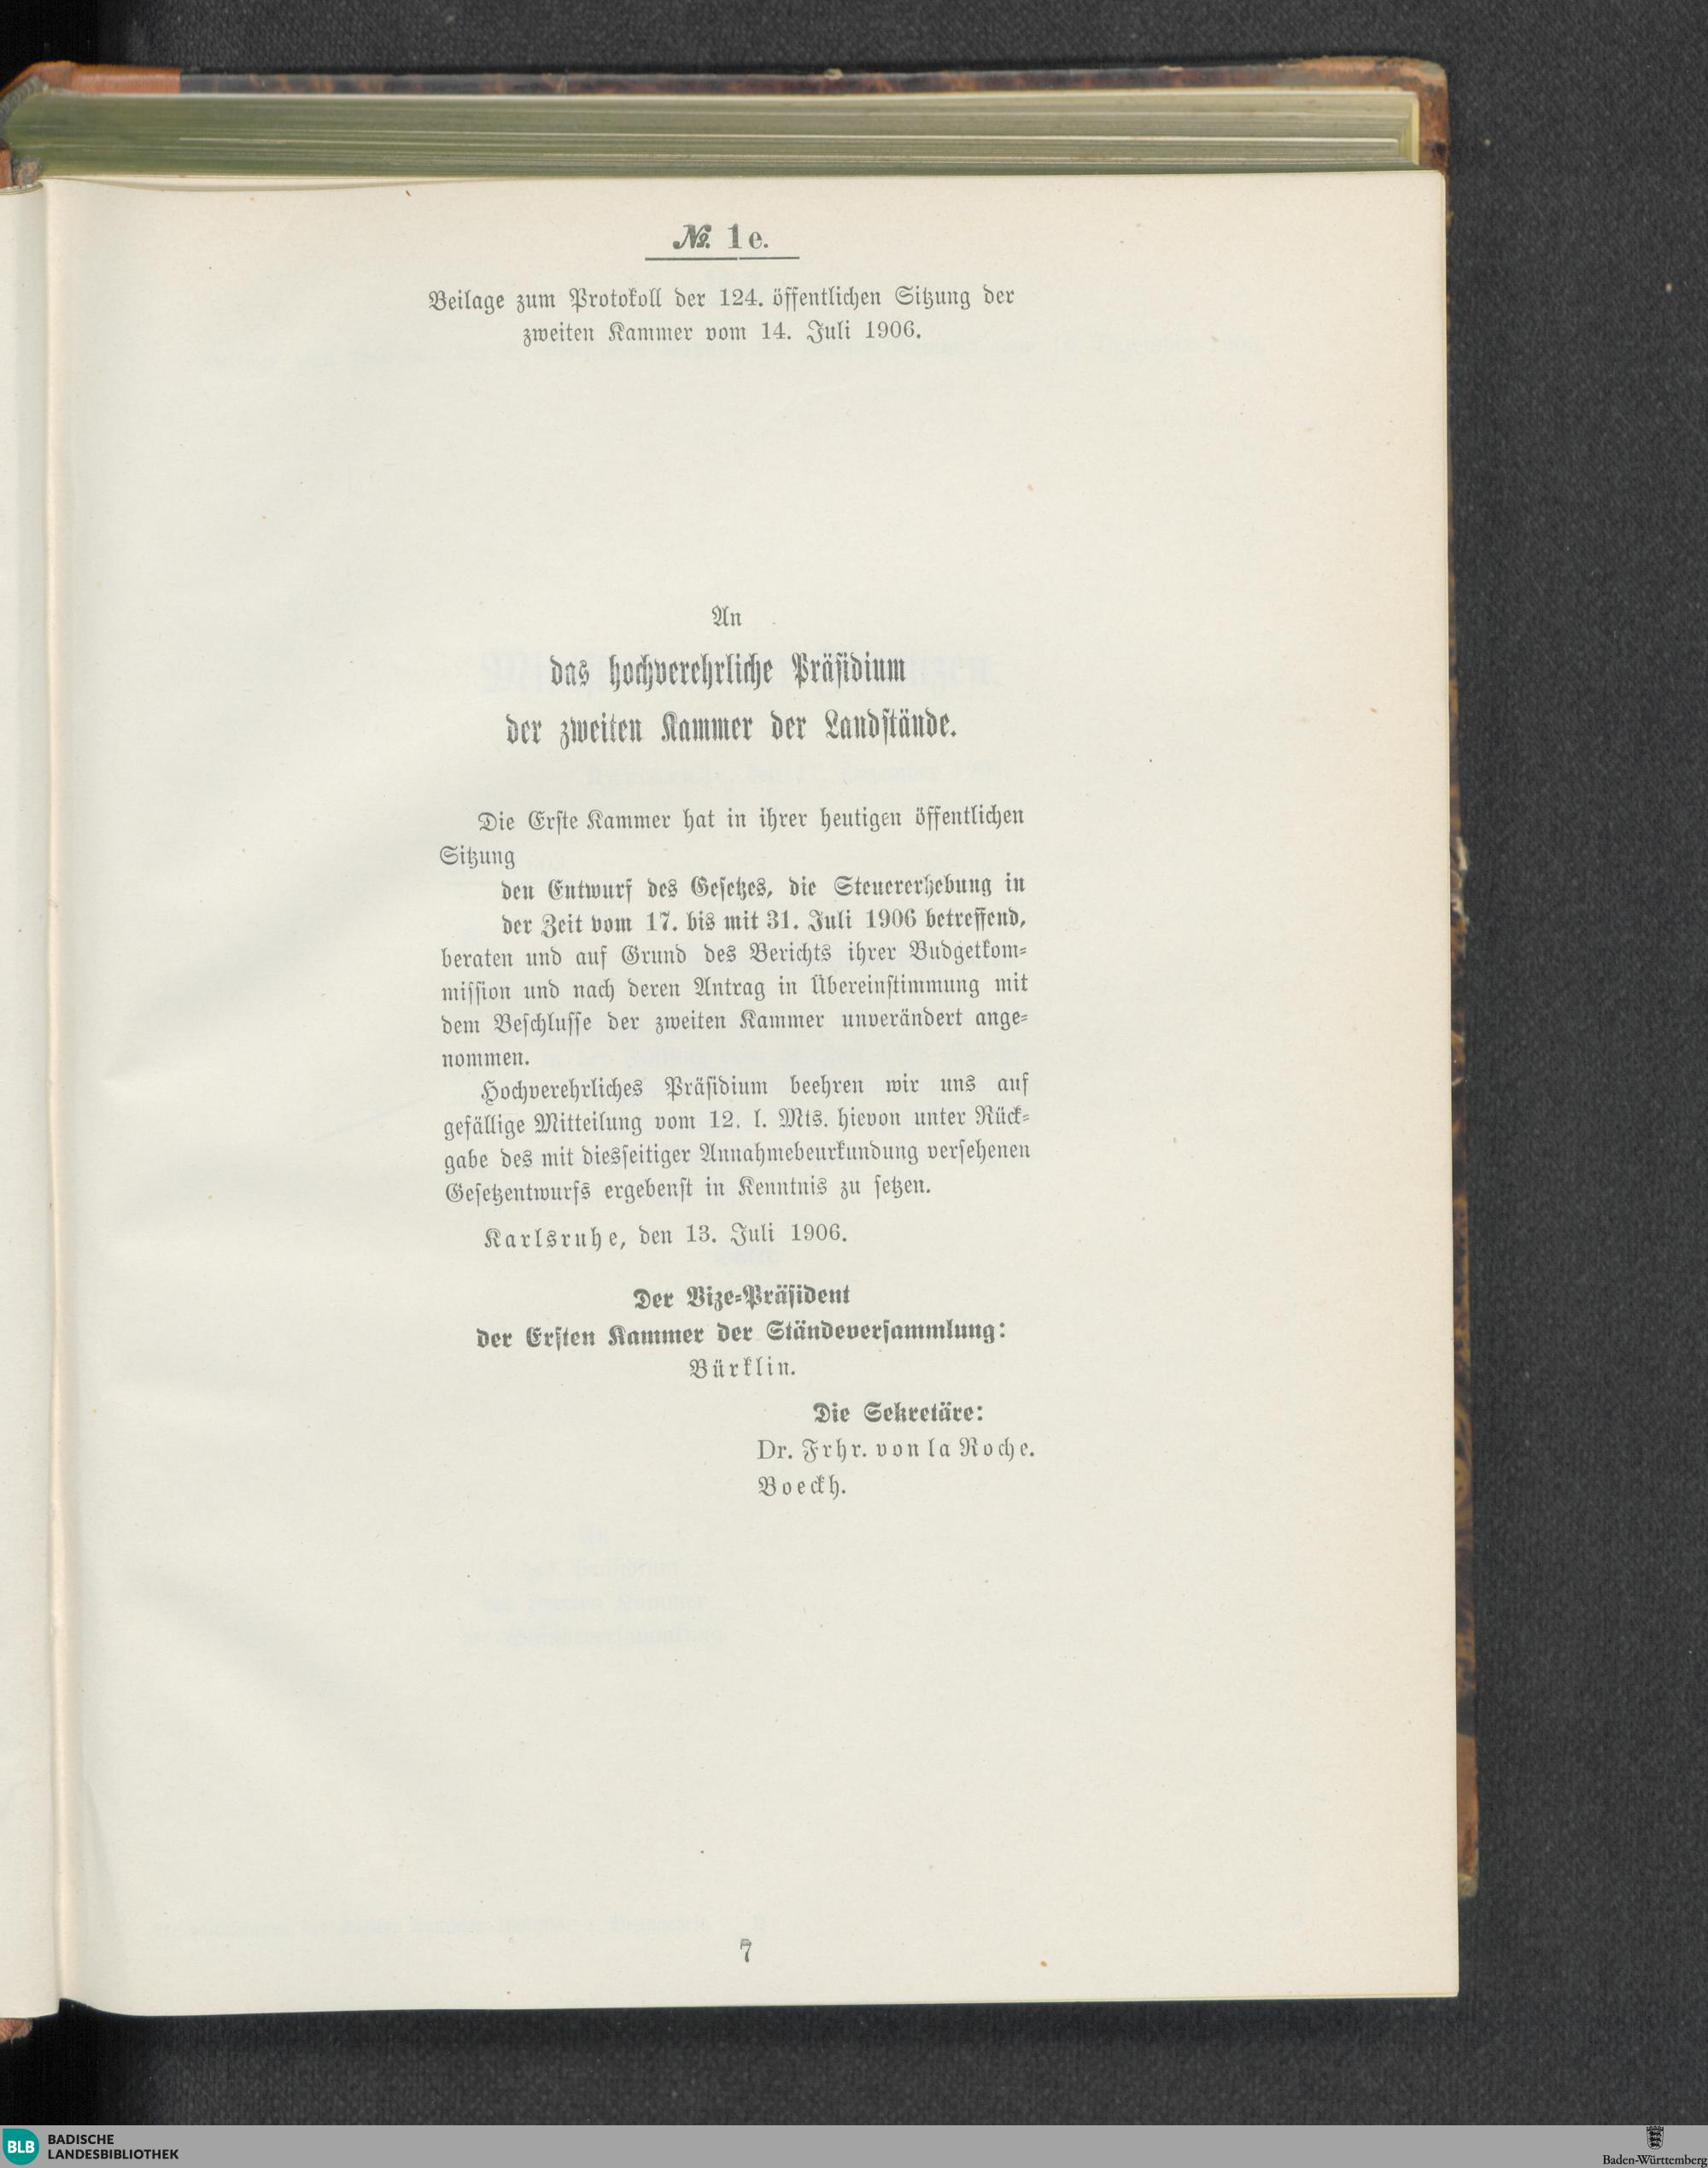 №. 1e.
Beilage zum Protokoll der 124. öffentlichen Sitzung der
zweiten Kammer vom 14. Juli 1906.
An
das hochverehrliche Präsidium
der zweiten Kammer der Landstände.
Die Erste Kammer hat in ihrer heutigen öffentlichen
Sitzung
den Entwurf des Gesetzes, die Steuererhebung in
der Zeit vom 17. bis mit 31. Juli 1906 betreffend,
beraten und auf Grund des Berichts ihrer Budgetkom-
mission und nach deren Antrag in Übereinstimmung mit
dem Beschlusse der zweiten Kammer unverändert ange-
nommen.
Hochverehrliches Präsidium beehren wir uns auf
gefällige Mitteilung vom 12. l. Mts. hievon unter Rück-
gabe des mit diesseitiger Annahmebeurkundung versehenen
Gesetzentwurfs ergebenst in Kenntnis zu setzen.
Karlsruhe, den 13. Juli 1906.
Der Vize-Präsident
der Ersten Kammer der Ständeversammlung:
Bürklin.
Die Sekretäre:
Dr. Frhr. von la Roche.
Boeckh.
7
BLB BADISCHE
LANDESBIBLIOTHEK
Baden-Württemberg